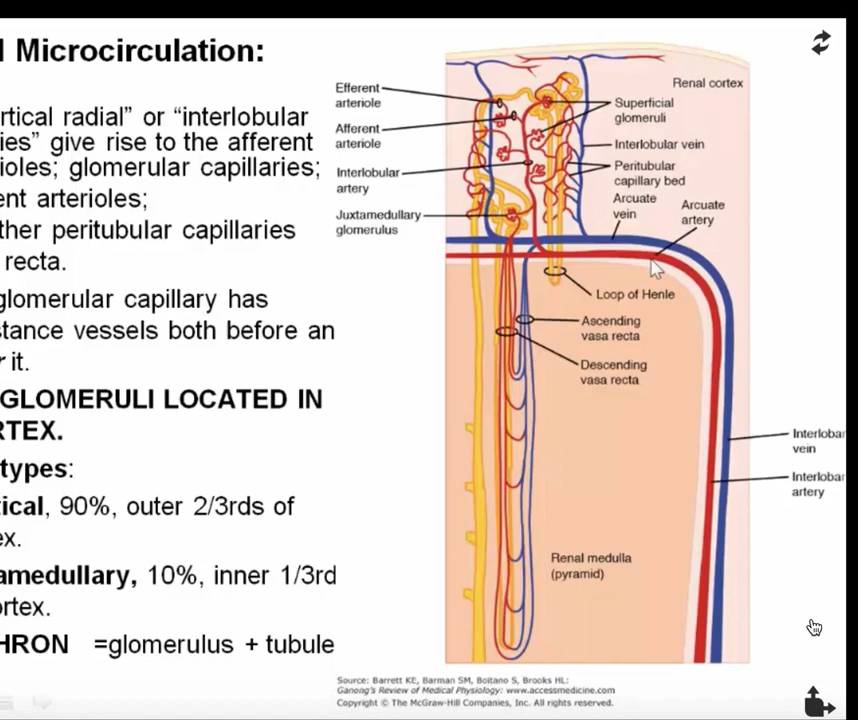 Microcirculation:
rtical radial” or “interlobular
ies” give rise to the afferent
ioles; glomerular capillaries;
ent arterioles;
ther peritubular capillaries
recta.
glomerular capillary has
stance vessels both before an
r it.
GLOMERULI LOCATED IN
RTEX.
types:
tical, 90%, outer 2/3rds of
ex.
amedullary, 10%, inner 1/3rd
ortex.
HRON =glomerulus + tubule
Efferent
arteriole
Afferent
arteriole
Interlobular
artery
Juxtamedullary
glomerulus
Renal cortex
Superficial
glomeruli
Interlobular vein
Peritubular
capillary bed
Arcuate
vein
Arcuate
artery
Loop of Henle
Ascending
vasa recta
Descending
vasa recta
Interlobar
vein
Interlobar
artery
Renal medulla
(pyramid)
Source: Barrett KE, Barman SM, Boitano S, Brooks HL:
Ganong's Review of Medical Physiology: www.accessmedicine.com
Copyright © The McGraw-Hill Companies, Inc. All rights reserved.